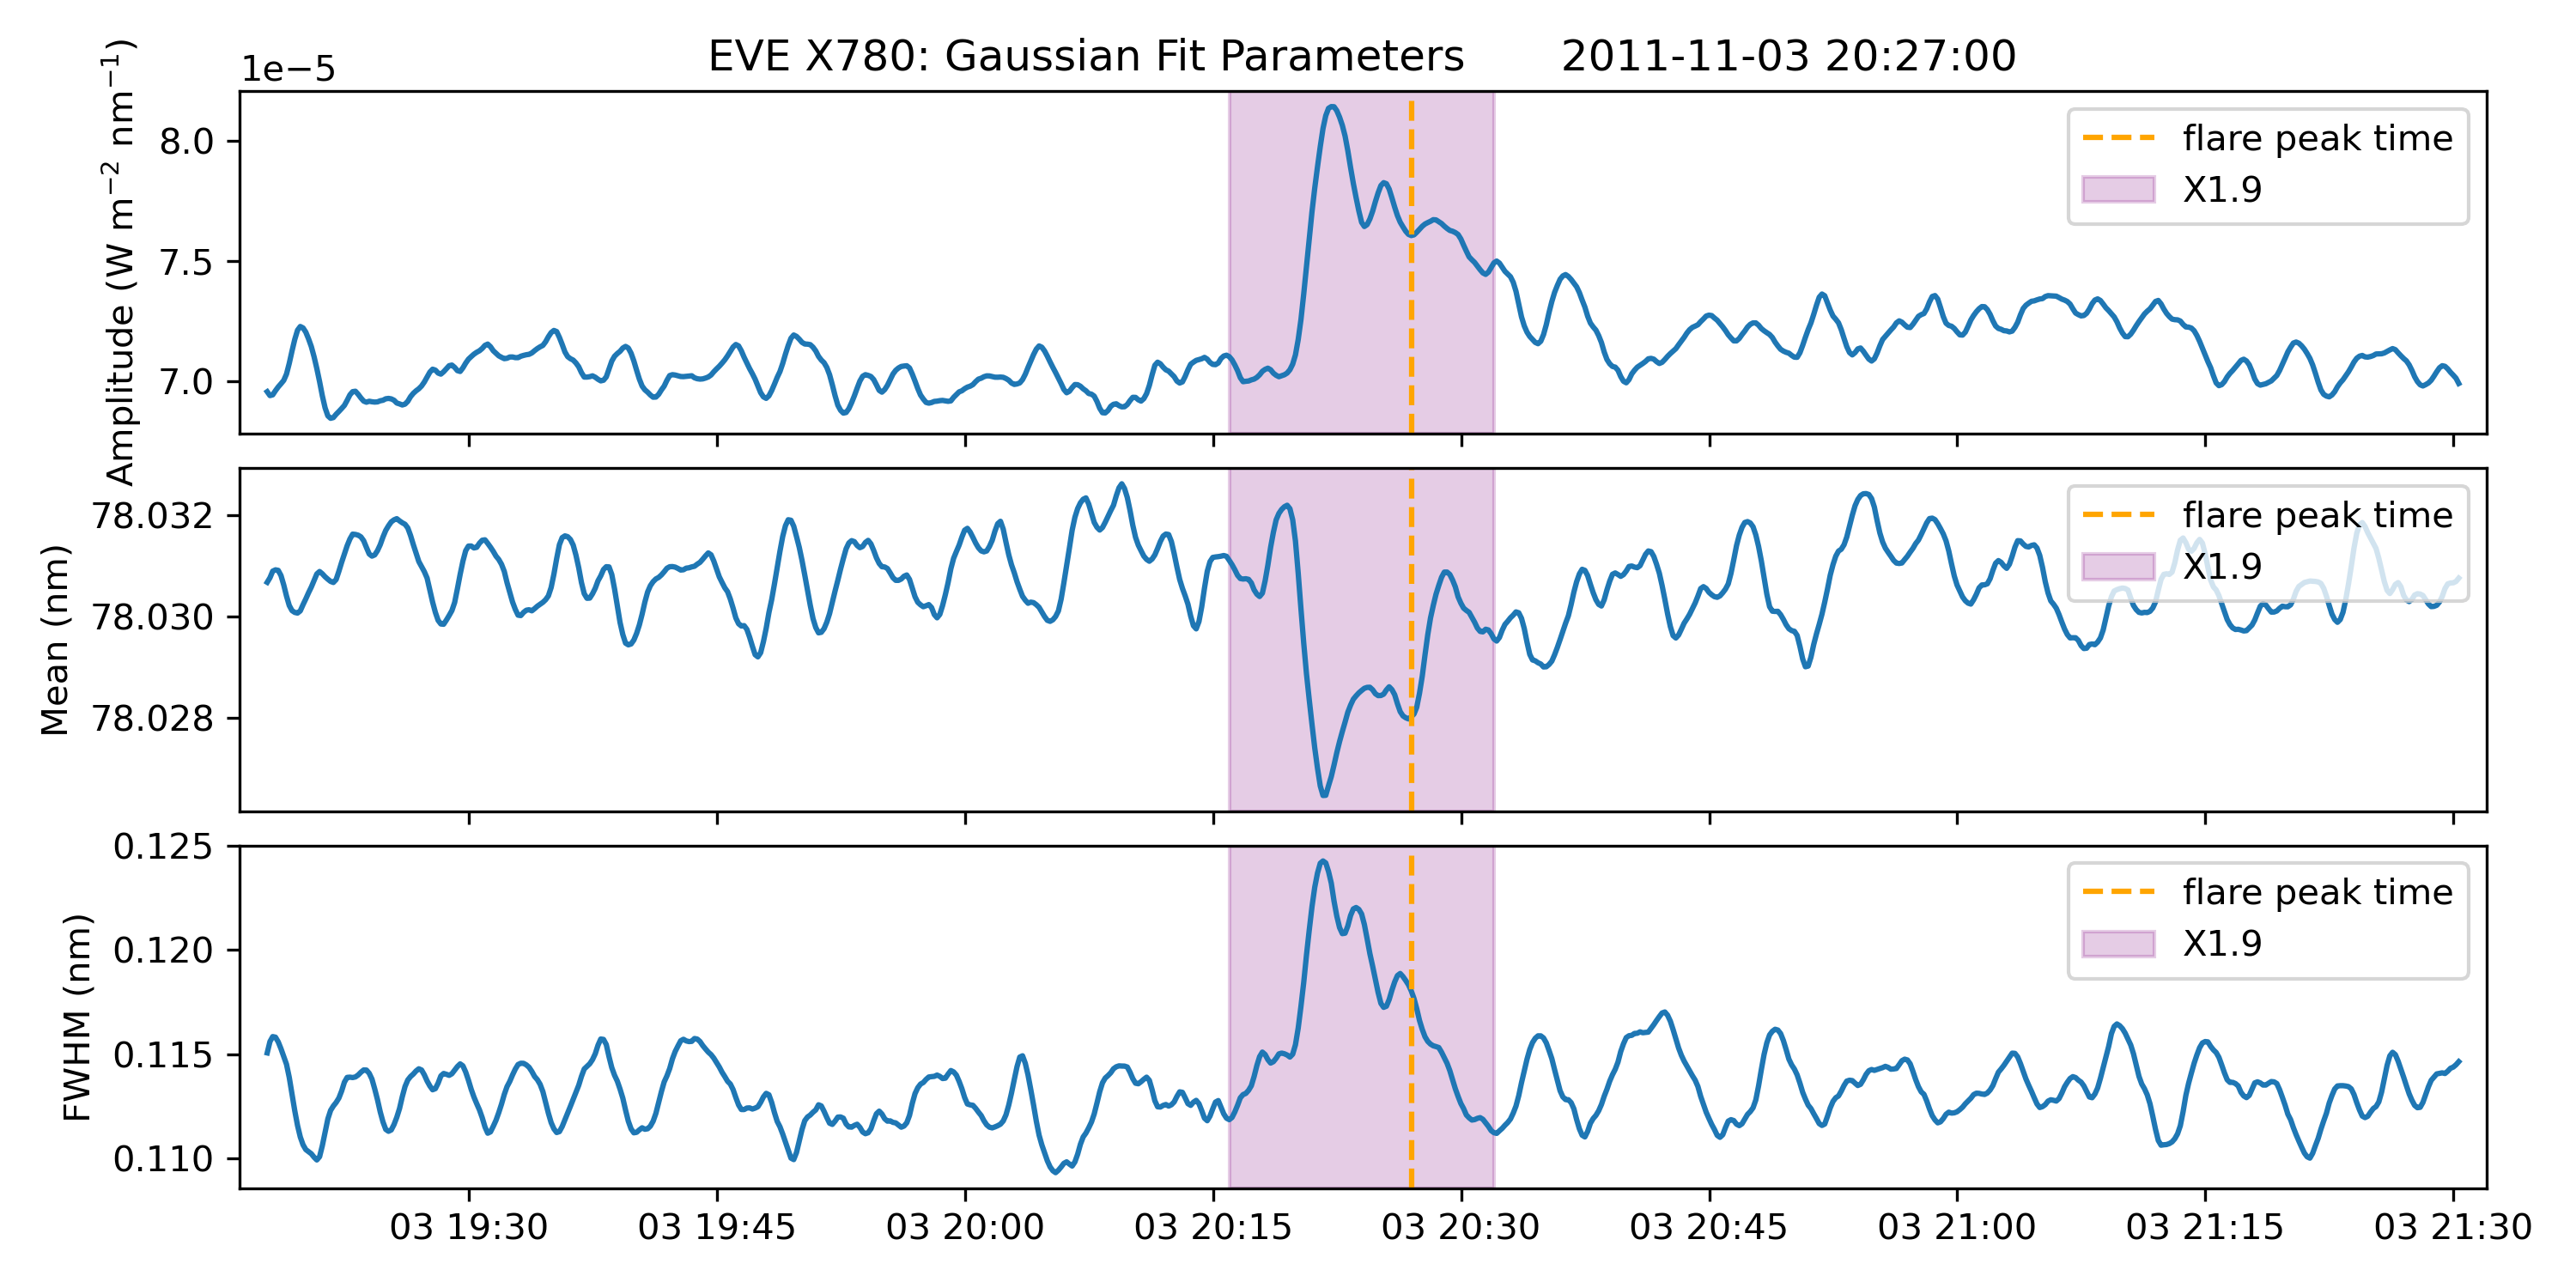 EVE X780: Gaussian Fit Parameters 2011-11-03 20:27:00
1e−5
Amplitude (W m⁻² nm⁻¹)
8.0
7.5
7.0
flare peak time
X1.9
Mean (nm)
78.032
78.030
78.028
flare peak time
X1.9
FWHM (nm)
0.125
0.120
0.115
0.110
flare peak time
X1.9
03 19:30 03 19:45 03 20:00 03 20:15 03 20:30 03 20:45 03 21:00 03 21:15 03 21:30